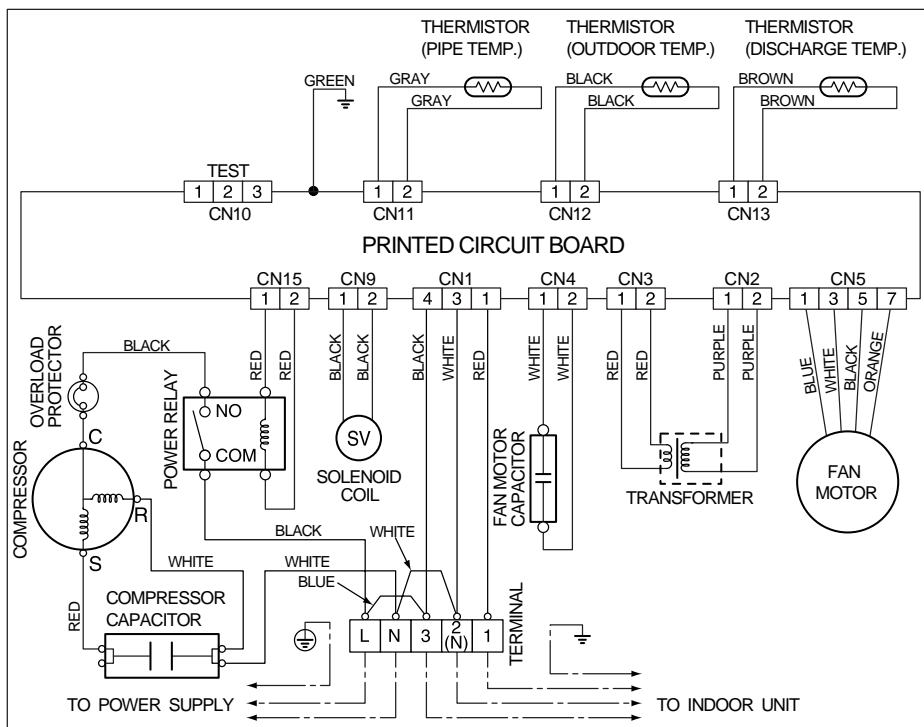 THERMISTOR (PIPE TEMP.)
THERMISTOR (OUTDOOR TEMP.)
THERMISTOR (DISCHARGE TEMP.)
GREEN
GRAY
GRAY
BLACK
BLACK
BROWN
BROWN
TEST
1 2 3
CN10
1 2
CN11
1 2
CN12
1 2
CN13
PRINTED CIRCUIT BOARD
CN15
1 2
CN9
1 2
CN1
4 3 1
CN4
1 2
CN3
1 2
CN2
1 2
CN5
1 3 5 7
BLACK
RED
RED
BLACK
BLACK
BLACK
WHITE
RED
WHITE
WHITE
RED
RED
PURPLE
PURPLE
BLUE
WHITE
BLACK
ORANGE
OVERLOAD PROTECTOR
POWER RELAY
NO
COM
SV
SOLENOID COIL
FAN MOTOR CAPACITOR
TRANSFORMER
FAN MOTOR
COMPRESSOR
C
R
S
BLACK
WHITE
WHITE
WHITE
BLUE
RED
COMPRESSOR CAPACITOR
L N 3 2 (N) 1
TERMINAL
TO POWER SUPPLY
TO INDOOR UNIT